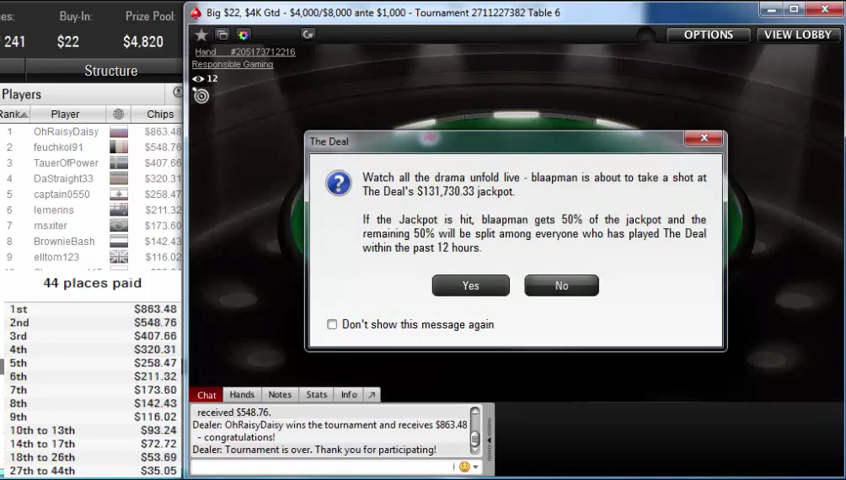 es: Buy-In: Prize Pool:
241 $22 $4,820
Structure
Players
Rank Player Chips
1 OhRaisyDaisy $863.48
2 feuchkol91 $548.76
3 TauerOfPower $407.66
4 DaStraight33 $320.31
5 captain0550 $258.47
6 lemerins $211.32
7 msxiter $173.60
8 BrownieBash $142.43
9 elltom123 $116.02
44 places paid
1st $863.48
2nd $548.76
3rd $407.66
4th $320.31
5th $258.47
6th $211.32
7th $173.60
8th $142.43
9th $116.02
10th to 13th $93.24
14th to 17th $72.72
18th to 26th $53.69
27th to 44th $35.05
Big $22, $4K Gtd - $4,000/$8,000 ante $1,000 - Tournament 2711227382 Table 6
OPTIONS VIEW LOBBY
Hand #205173712216
Responsible Gaming
12
The Deal
Watch all the drama unfold live - blaapman is about to take a shot at
The Deal's $131,730.33 jackpot.
If the Jackpot is hit, blaapman gets 50% of the jackpot and the
remaining 50% will be split among everyone who has played The Deal
within the past 12 hours.
Yes No
Don't show this message again
Chat Hands Notes Stats Info
received $548.76.
Dealer: OhRaisyDaisy wins the tournament and receives $863.48
- congratulations!
Dealer: Tournament is over. Thank you for participating!